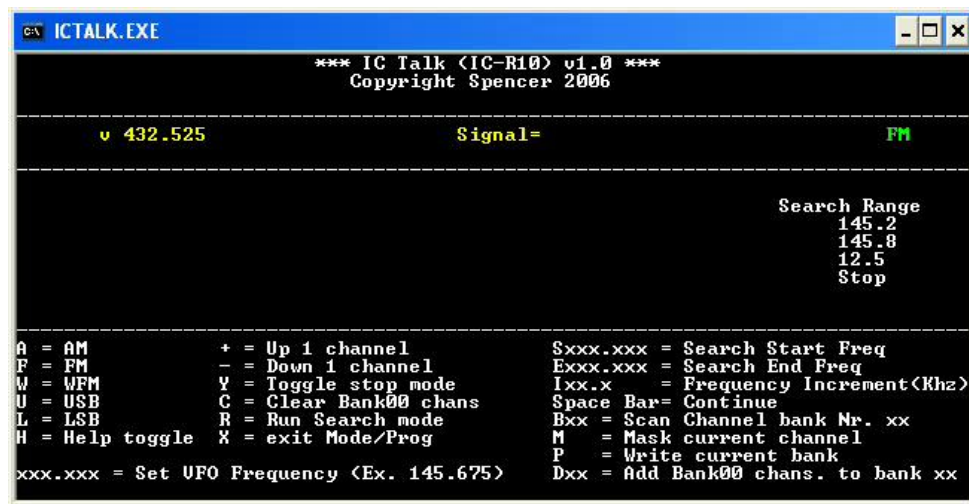 ICTALK.EXE
*** IC Talk (IC-R10) v1.0 ***
Copyright Spencer 2006
v 432.525 Signal= FM
Search Range
145.2
145.8
12.5
Stop
A = AM + = Up 1 channel Sxxx.xxx = Search Start Freq
F = FM - = Down 1 channel Exxx.xxx = Search End Freq
W = WFM Y = Toggle stop mode Ixx.x = Frequency Increment(Khz)
U = USB C = Clear Bank00 chans Space Bar= Continue
L = LSB R = Run Search mode Bxx = Scan Channel bank Nr. xx
H = Help toggle X = exit Mode/Prog M = Mask current channel
P = Write current bank
xxx.xxx = Set VFO Frequency (Ex. 145.675) Dxx = Add Bank00 chans. to bank xx